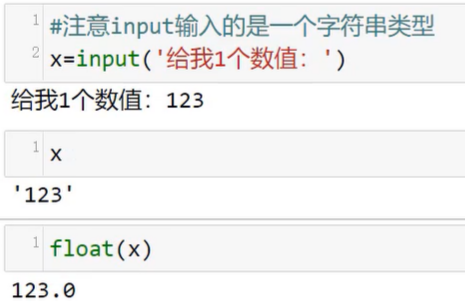 1 #注意input输入的是一个字符串类型
2 x=input('给我1个数值：')
给我1个数值：123
1 x
'123'
1 float(x)
123.0